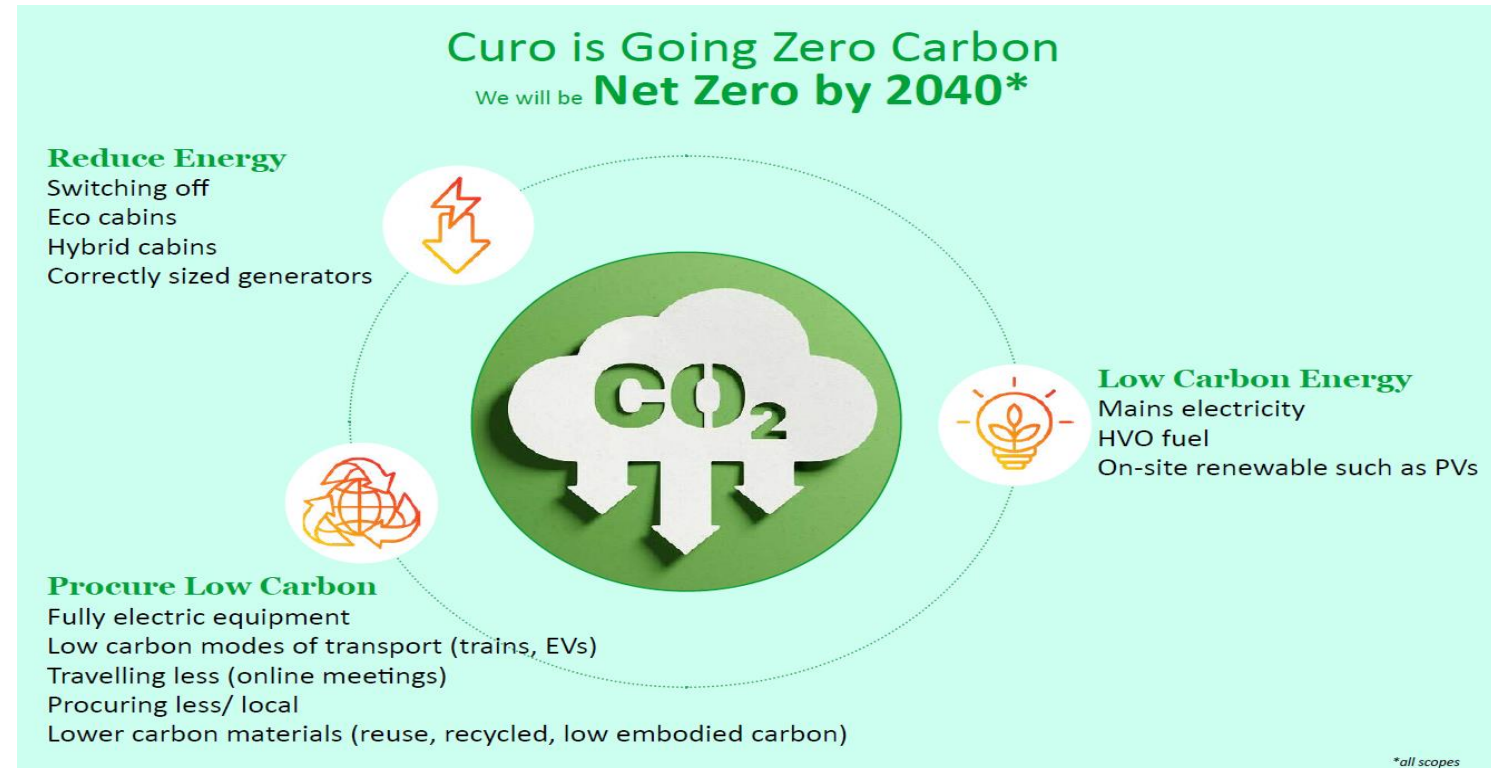 Curo is Going Zero Carbon
We will be Net Zero by 2040*
Reduce Energy
Switching off
Eco cabins
Hybrid cabins
Correctly sized generators
CO₂
Low Carbon Energy
Mains electricity
HVO fuel
On-site renewable such as PVs
Procure Low Carbon
Fully electric equipment
Low carbon modes of transport (trains, EVs)
Travelling less (online meetings)
Procuring less/ local
Lower carbon materials (reuse, recycled, low embodied carbon)
*all scopes